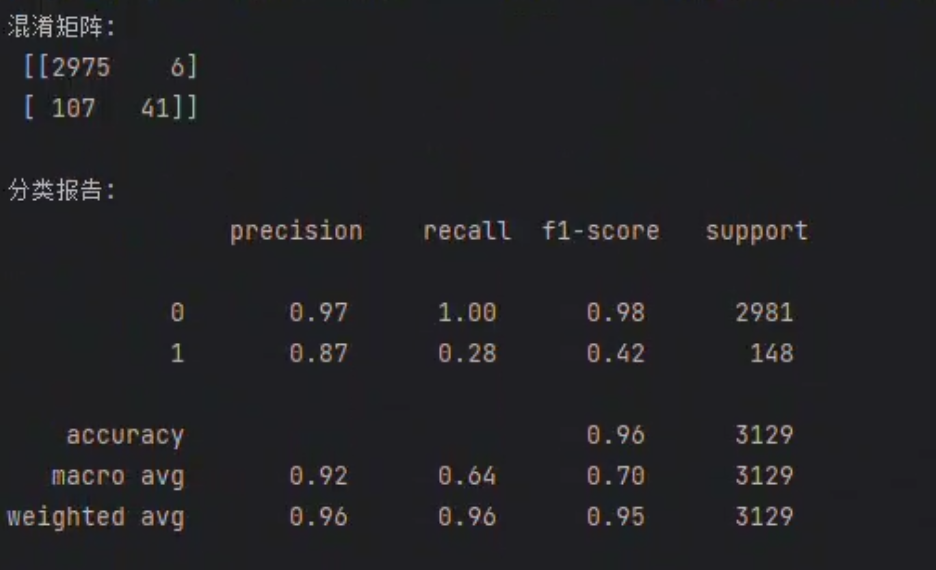 混淆矩阵:
[[2975    6]
[ 107   41]]
分类报告:
precision    recall  f1-score   support
0       0.97      1.00      0.98      2981
1       0.87      0.28      0.42       148
accuracy                           0.96      3129
macro avg       0.92      0.64      0.70      3129
weighted avg       0.96      0.96      0.95      3129